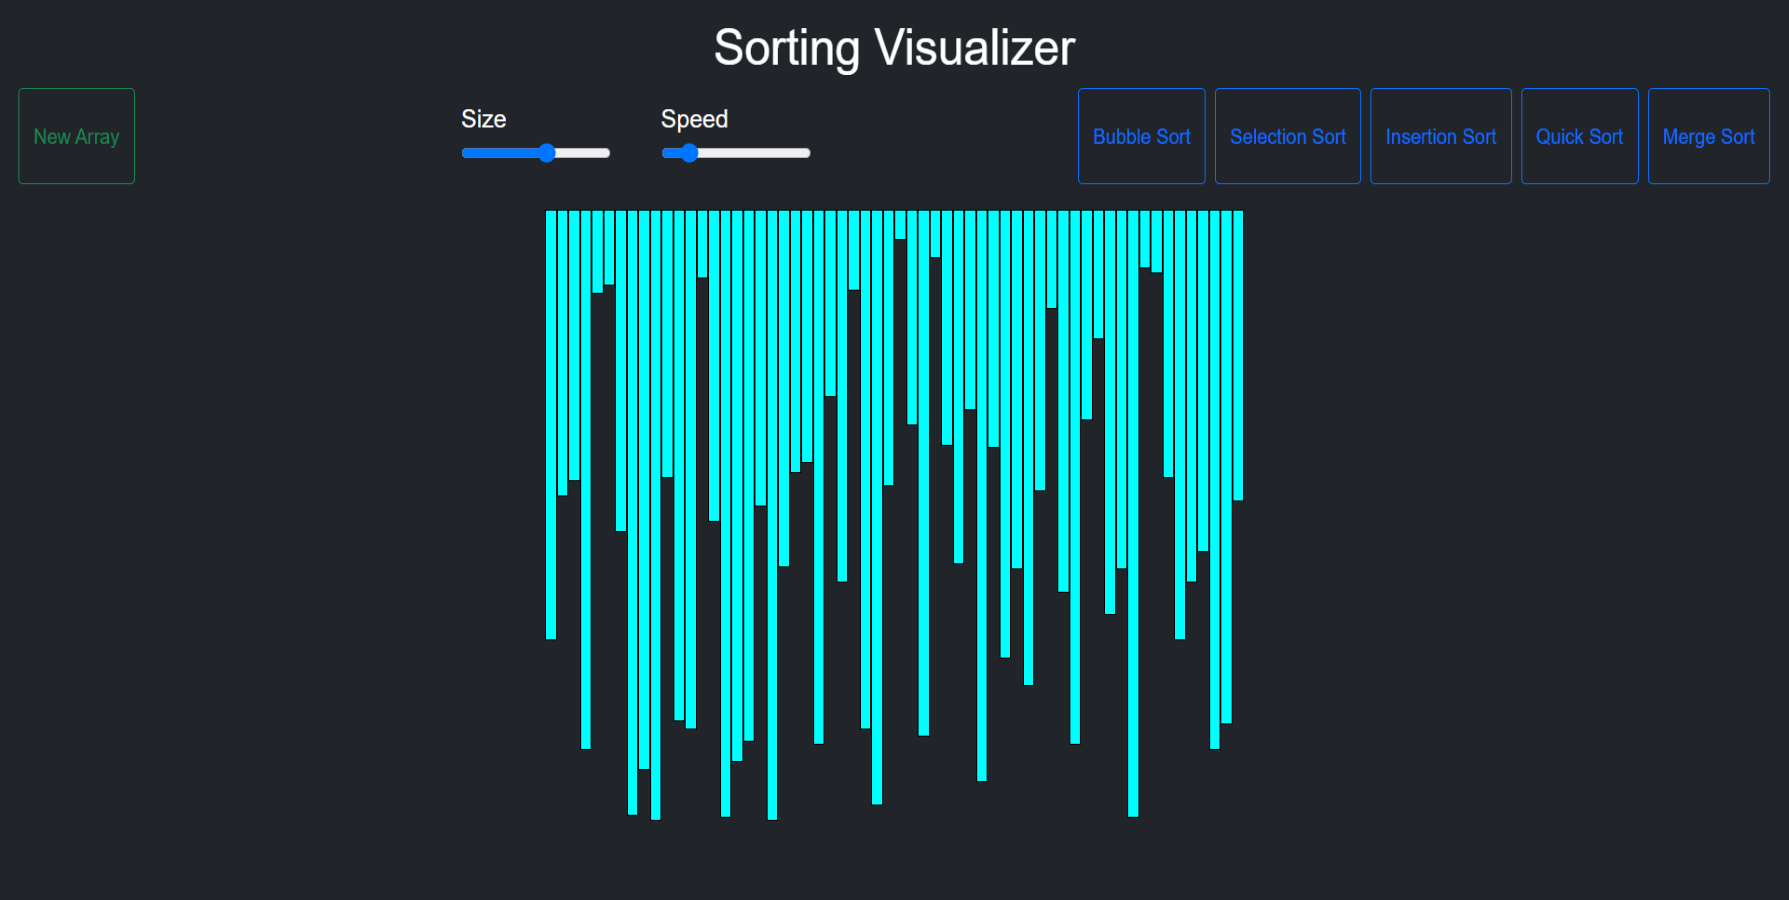 Sorting Visualizer
New Array
Size
Speed
Bubble Sort
Selection Sort
Insertion Sort
Quick Sort
Merge Sort